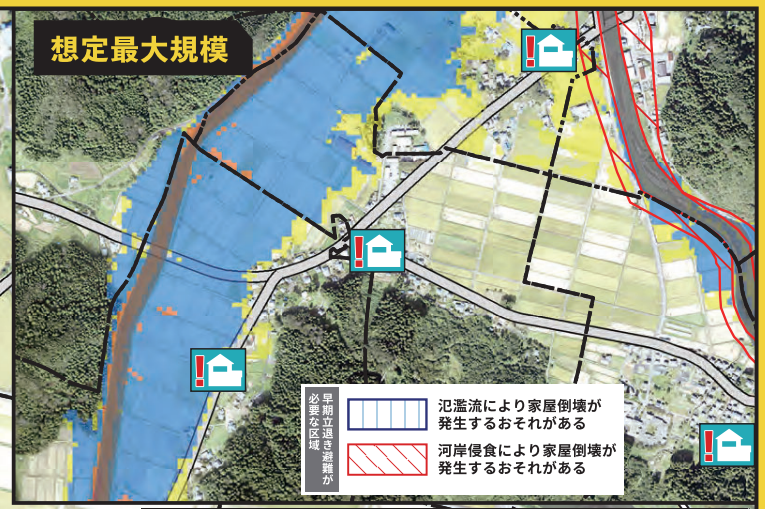 想定最大規模
早期立退き避難が
必要な区域
氾濫流により家屋倒壊が
発生するおそれがある
河岸侵食により家屋倒壊が
発生するおそれがある